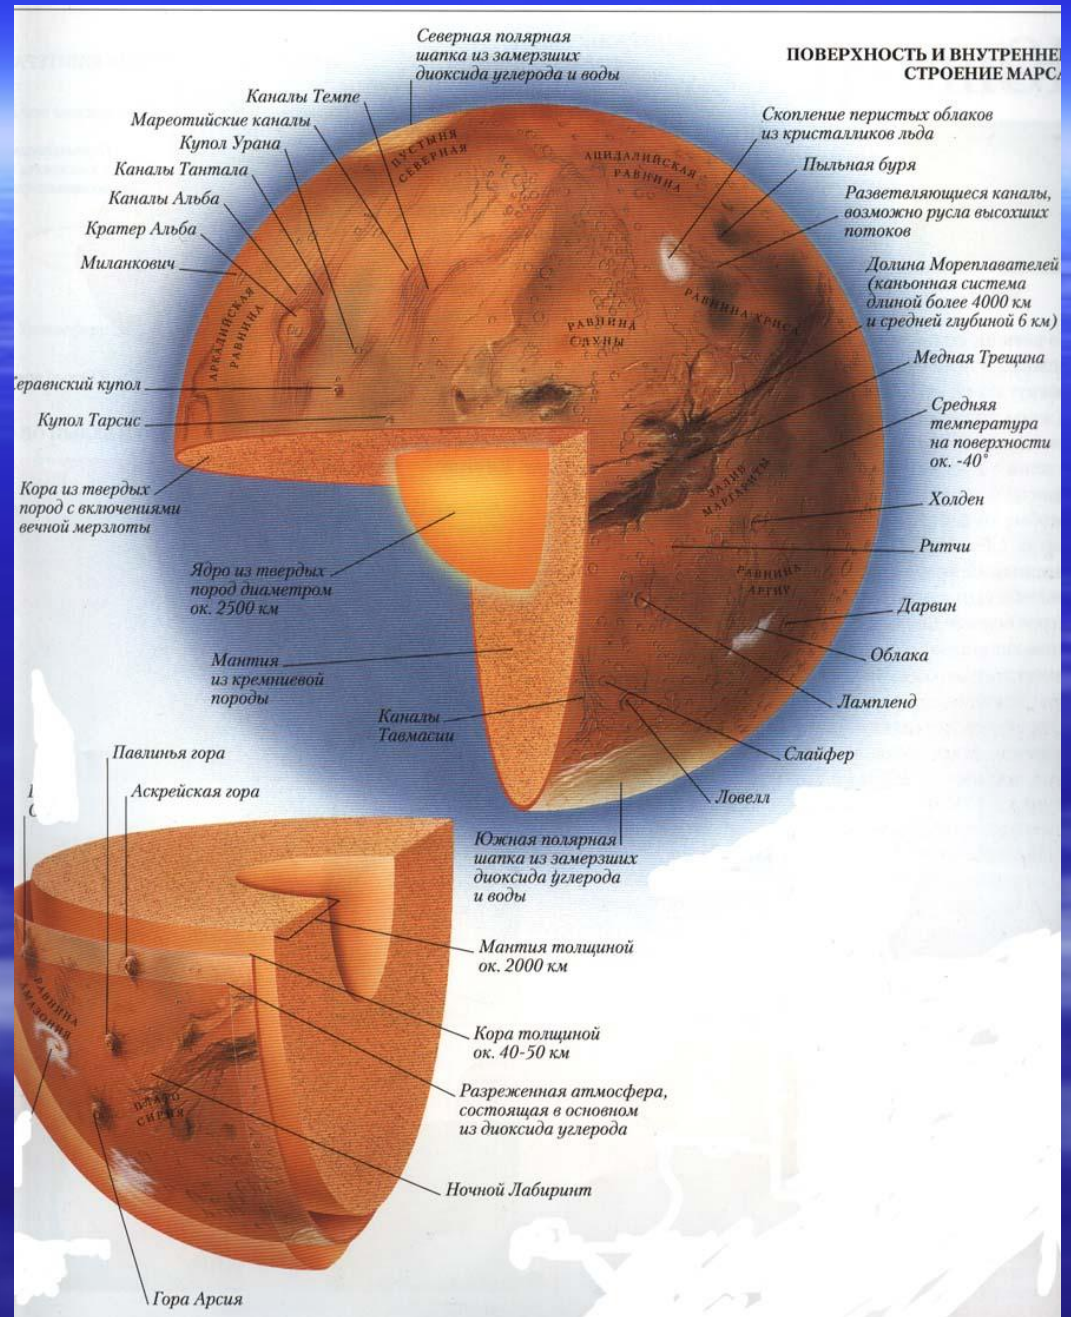 ПОВЕРХНОСТЬ И ВНУТРЕННЕ
СТРОЕНИЕ МАРСА
Северная полярная
шапка из замерзших
диоксида углерода и воды
Каналы Темпе
Мареотийские каналы
Купол Урана
Каналы Тантала
Каналы Альба
Кратер Альба
Миланкович
Керавнский купол
Купол Тарсис
Кора из твердых
пород с включениями
вечной мерзлоты
Ядро из твердых
пород диаметром
ок. 2500 км
Мантия
из кремниевой
породы
Каналы
Тавмасии
ПУСТЫНЯ
СЕВЕРНАЯ
АЦИДАЛИЙСКАЯ
РАВНИНА
АРКАДИЙСКАЯ
РАВНИНА
РАВНИНА
ЛУНЫ
РАВНИНА ХРИСА
ЗАЛИВ
МАРГАРИТЫ
РАВНИНА
АРГИУ
Скопление перистых облаков
из кристалликов льда
Пыльная буря
Разветвляющиеся каналы,
возможно русла высохших
потоков
Долина Мореплавателей
(каньонная система
длиной более 4000 км
и средней глубиной 6 км)
Медная Трещина
Средняя
температура
на поверхности
ок. -40°
Холден
Ритчи
Дарвин
Облака
Лампленд
Слайфер
Ловелл
Южная полярная
шапка из замерзших
диоксида углерода
и воды
Павлинья гора
Аскрейская гора
РАВНИНА
АМАЗОНИЯ
ПЛАТО
СИРИЯ
Мантия толщиной
ок. 2000 км
Кора толщиной
ок. 40-50 км
Разреженная атмосфера,
состоящая в основном
из диоксида углерода
Ночной Лабиринт
Гора Арсия